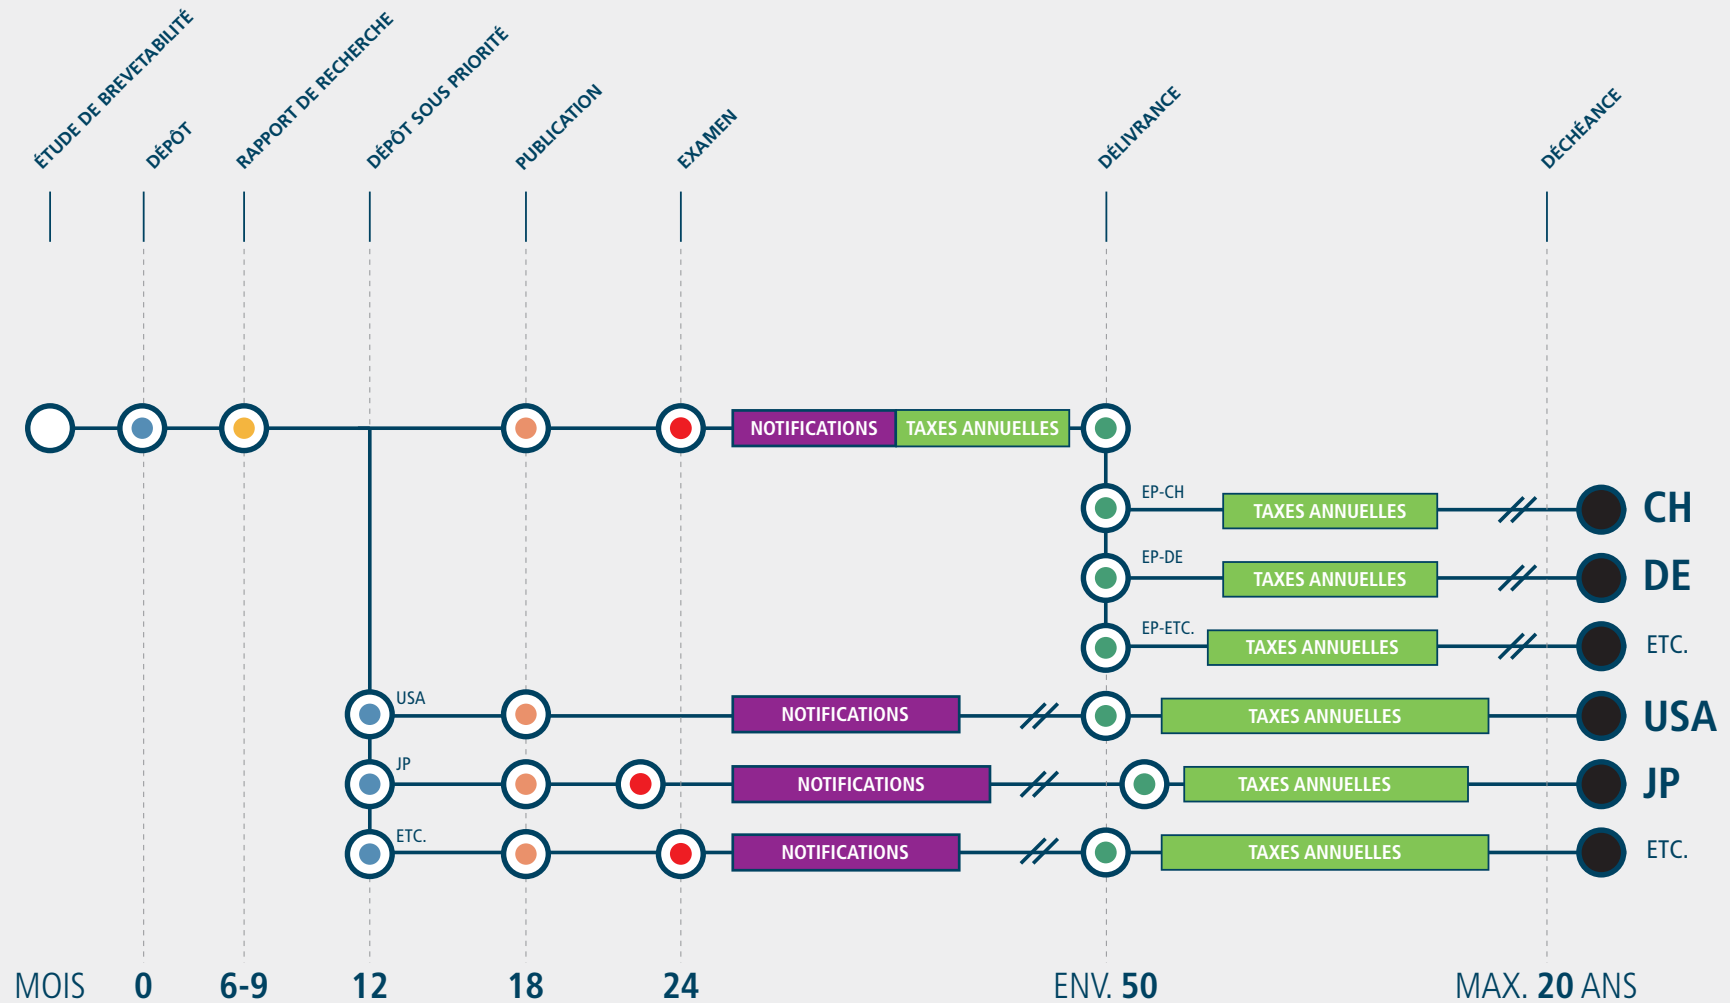 ÉTUDE DE BREVETABILITÉ
DÉPÔT
RAPPORT DE RECHERCHE
DÉPÔT SOUS PRIORITÉ
PUBLICATION
EXAMEN
DÉLIVRANCE
DÉCHÉANCE
NOTIFICATIONS
TAXES ANNUELLES
EP-CH
TAXES ANNUELLES
CH
EP-DE
TAXES ANNUELLES
DE
EP-ETC.
TAXES ANNUELLES
ETC.
USA
NOTIFICATIONS
TAXES ANNUELLES
USA
JP
NOTIFICATIONS
TAXES ANNUELLES
JP
ETC.
NOTIFICATIONS
TAXES ANNUELLES
ETC.
MOIS
0
6-9
12
18
24
ENV. 50
MAX. 20 ANS